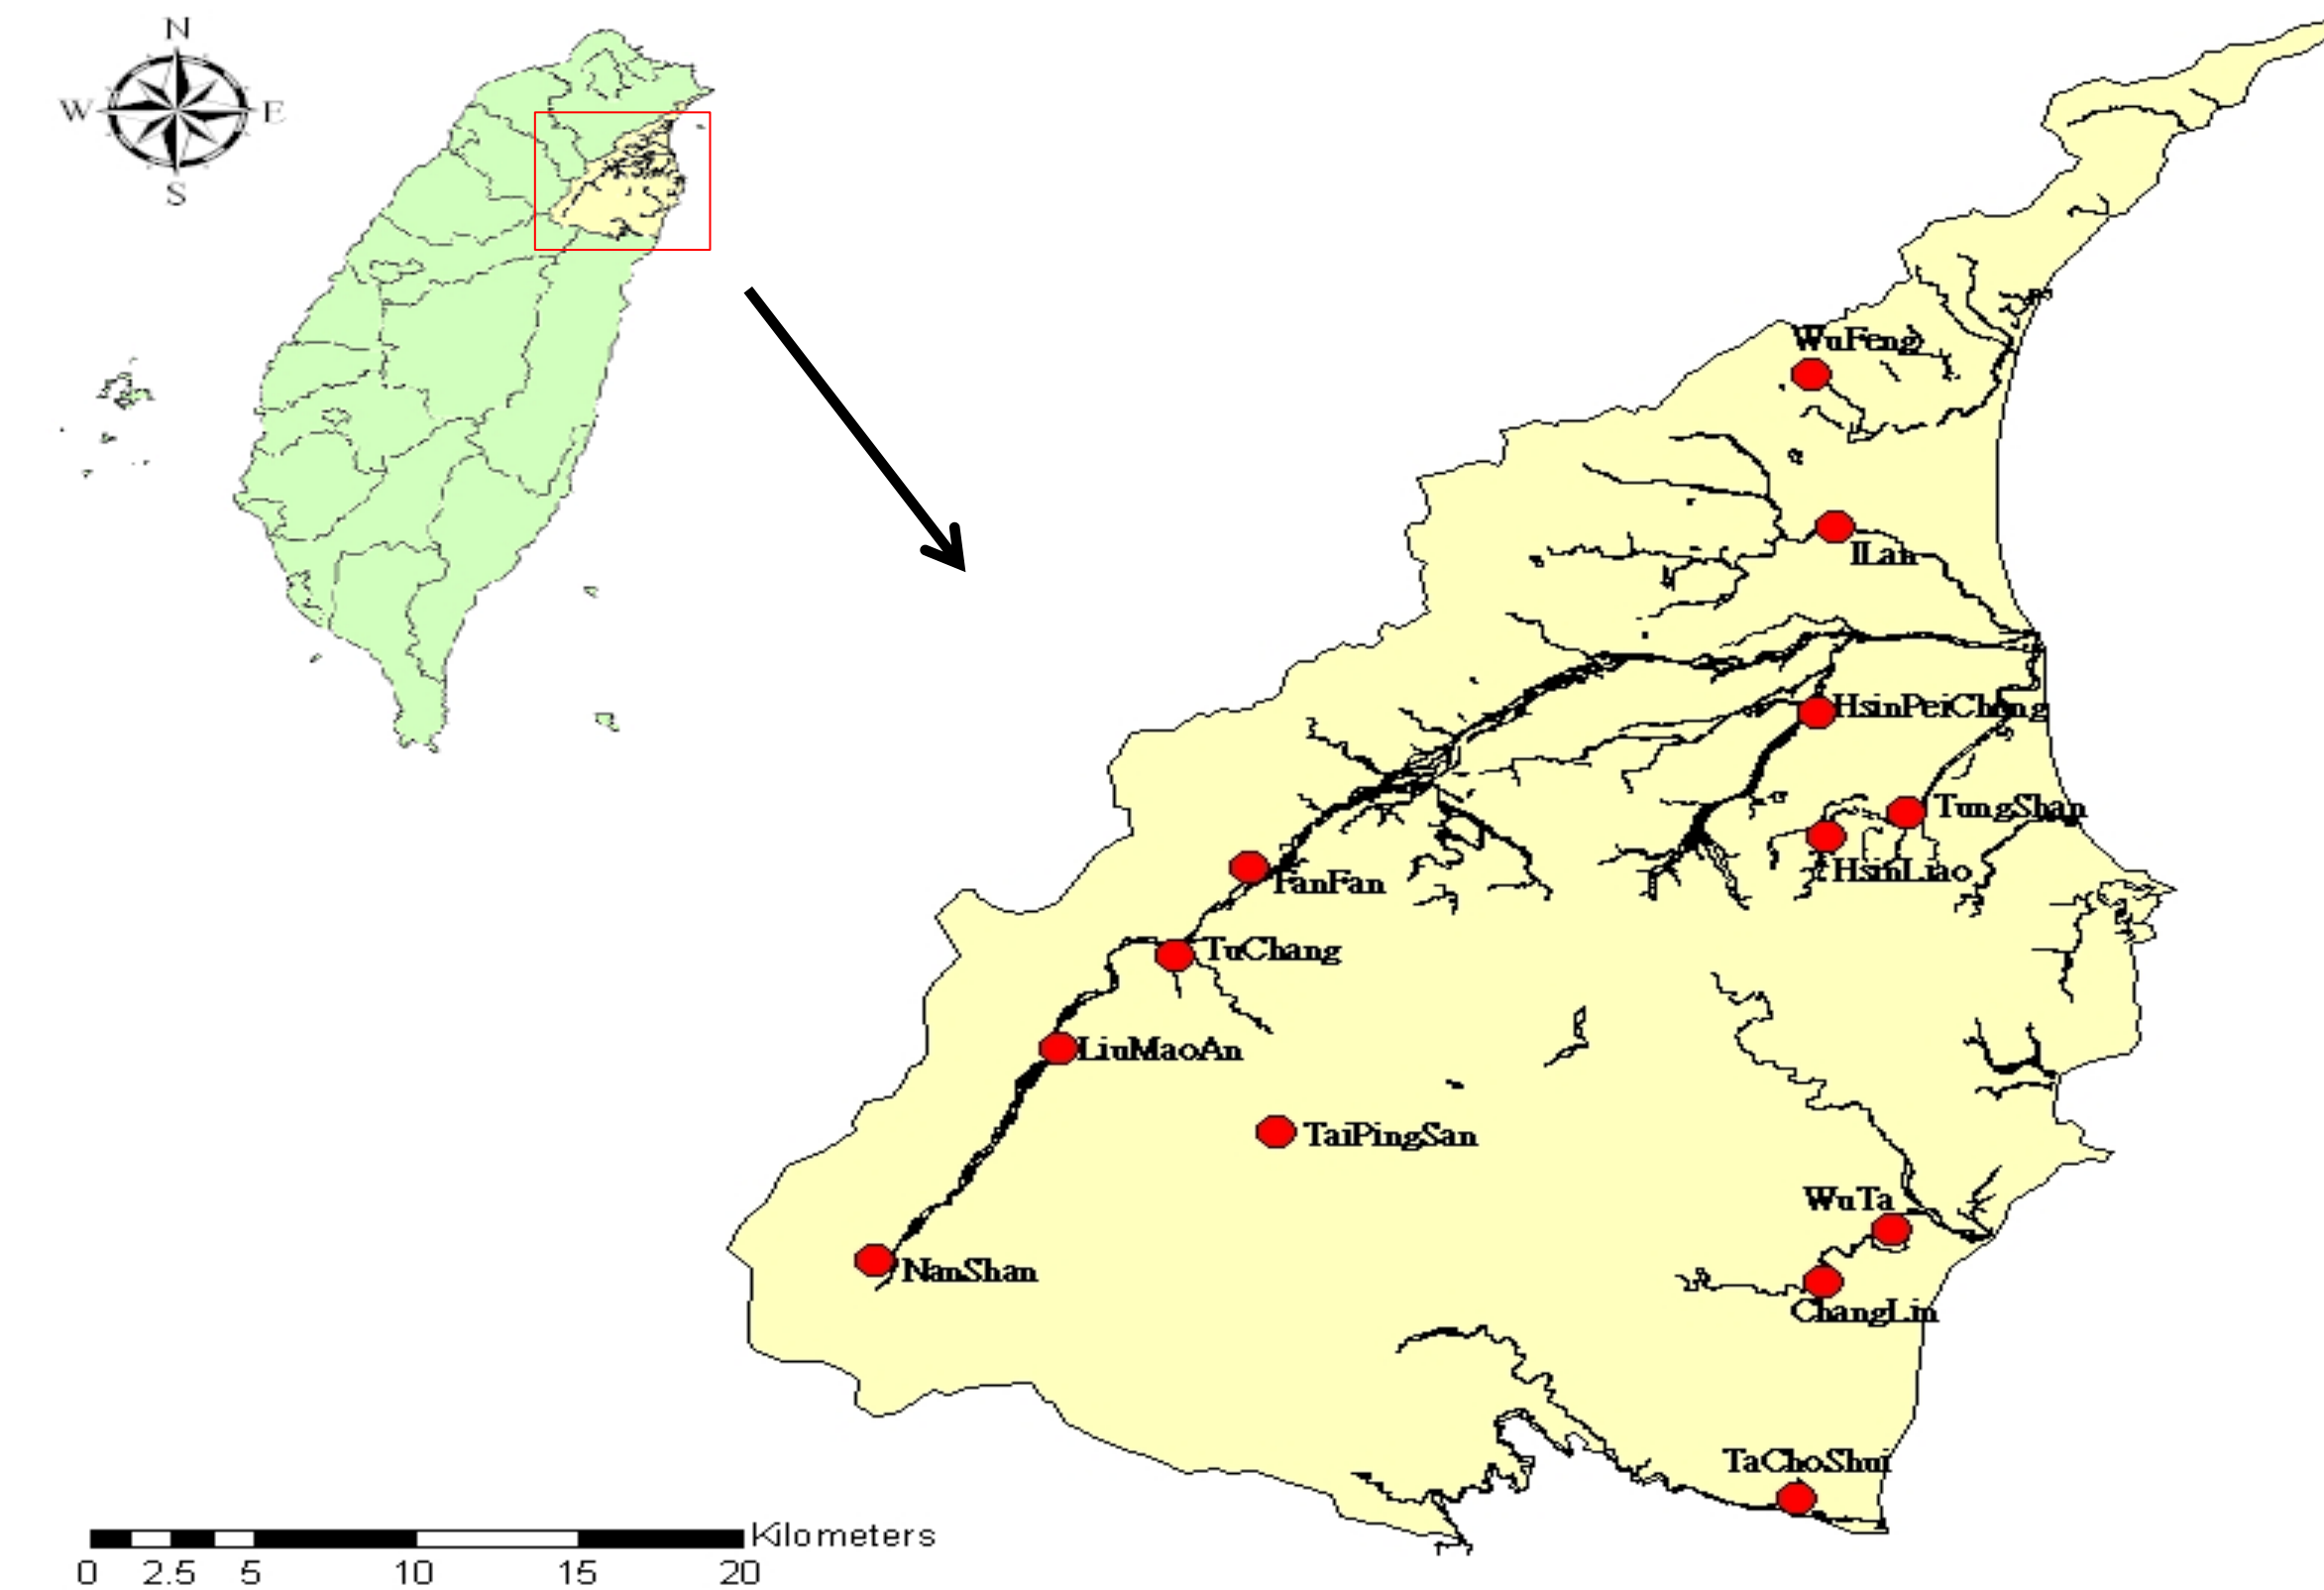 N
W E
S
WuFeng
ILan
HsinPeiCheng
TungShan
HsinLiao
FanFan
TuChang
LiuMaoAn
TaiPingSan
WuTa
NanShan
ChangLin
TaChoShui
Kilometers
0 2.5 5 10 15 20